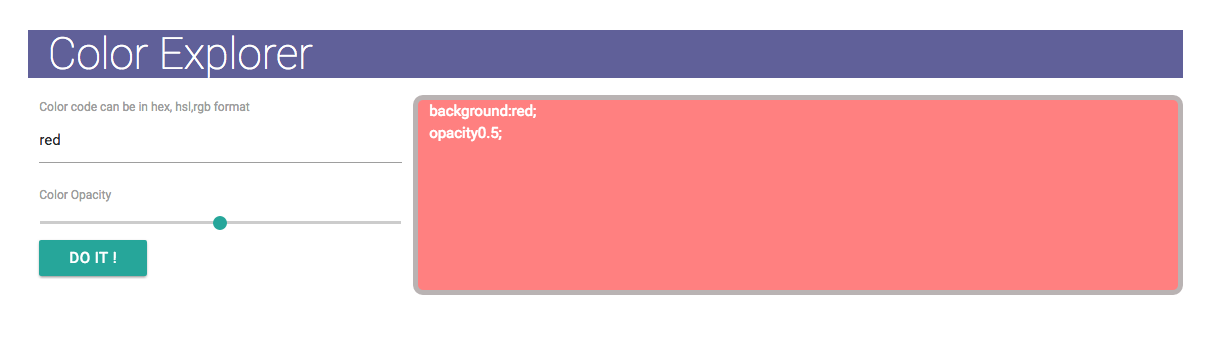 Color Explorer
Color code can be in hex, hsl,rgb format
red
Color Opacity
DO IT !
background:red;
opacity0.5;